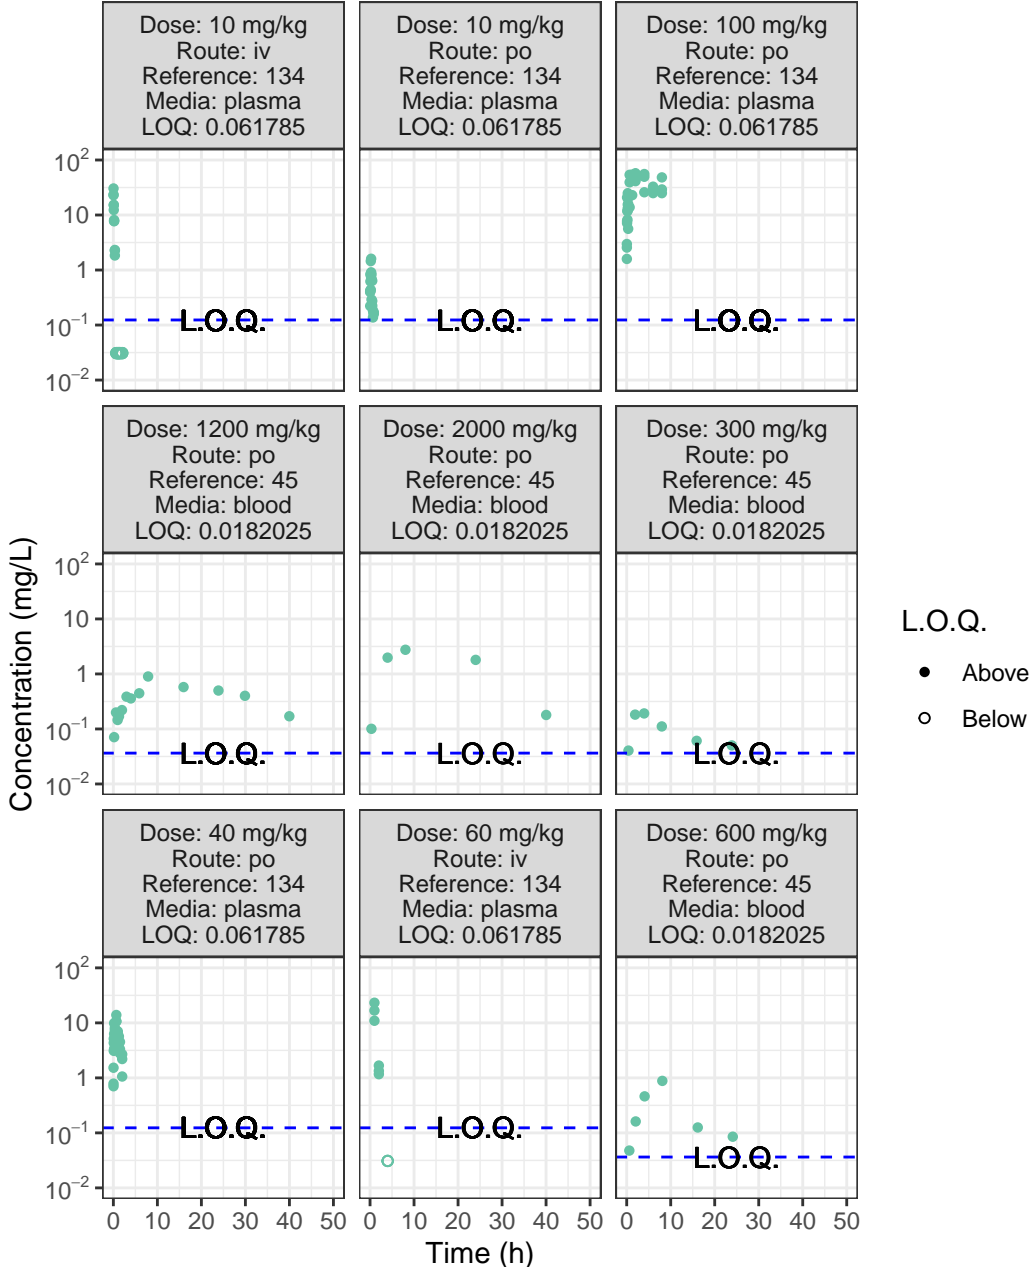 Dose: 10 mg/kg
Route: iv
Reference: 134
Media: plasma
LOQ: 0.061785
Dose: 10 mg/kg
Route: po
Reference: 134
Media: plasma
LOQ: 0.061785
Dose: 100 mg/kg
Route: po
Reference: 134
Media: plasma
LOQ: 0.061785
10²
10
1
10⁻¹
10⁻²
L.O.Q.
L.O.Q.
L.O.Q.
Dose: 1200 mg/kg
Route: po
Reference: 45
Media: blood
LOQ: 0.0182025
Dose: 2000 mg/kg
Route: po
Reference: 45
Media: blood
LOQ: 0.0182025
Dose: 300 mg/kg
Route: po
Reference: 45
Media: blood
LOQ: 0.0182025
Concentration (mg/L)
10²
10
1
10⁻¹
10⁻²
L.O.Q.
L.O.Q.
L.O.Q.
Dose: 40 mg/kg
Route: po
Reference: 134
Media: plasma
LOQ: 0.061785
Dose: 60 mg/kg
Route: iv
Reference: 134
Media: plasma
LOQ: 0.061785
Dose: 600 mg/kg
Route: po
Reference: 45
Media: blood
LOQ: 0.0182025
10²
10
1
10⁻¹
10⁻²
L.O.Q.
L.O.Q.
L.O.Q.
0 10 20 30 40 50
0 10 20 30 40 50
0 10 20 30 40 50
Time (h)
L.O.Q.
Above
Below